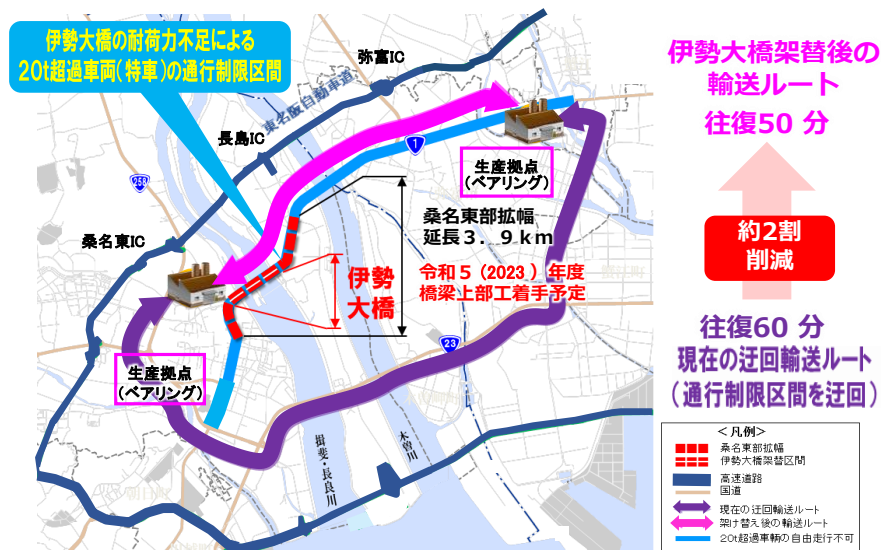 伊勢大橋の耐荷力不足による
20t超過車両(特車)の通行制限区間
弥富IC
東名阪自動車道
長島IC
258
桑名東IC
1
生産拠点
(ベアリング)
桑名東部拡幅
延長3．9km
令和5(2023)年度
橋梁上部工着手予定
伊勢
大橋
生産拠点
(ベアリング)
23
揖斐・長良川
木曽川
伊勢大橋架替後の
輸送ルート
往復50 分
約2割
削減
往復60 分
現在の迂回輸送ルート
(通行制限区間を迂回)
＜凡例＞
桑名東部拡幅
伊勢大橋架替区間
高速道路
国道
現在の迂回輸送ルート
架け替え後の輸送ルート
20t超過車輌の自由走行不可